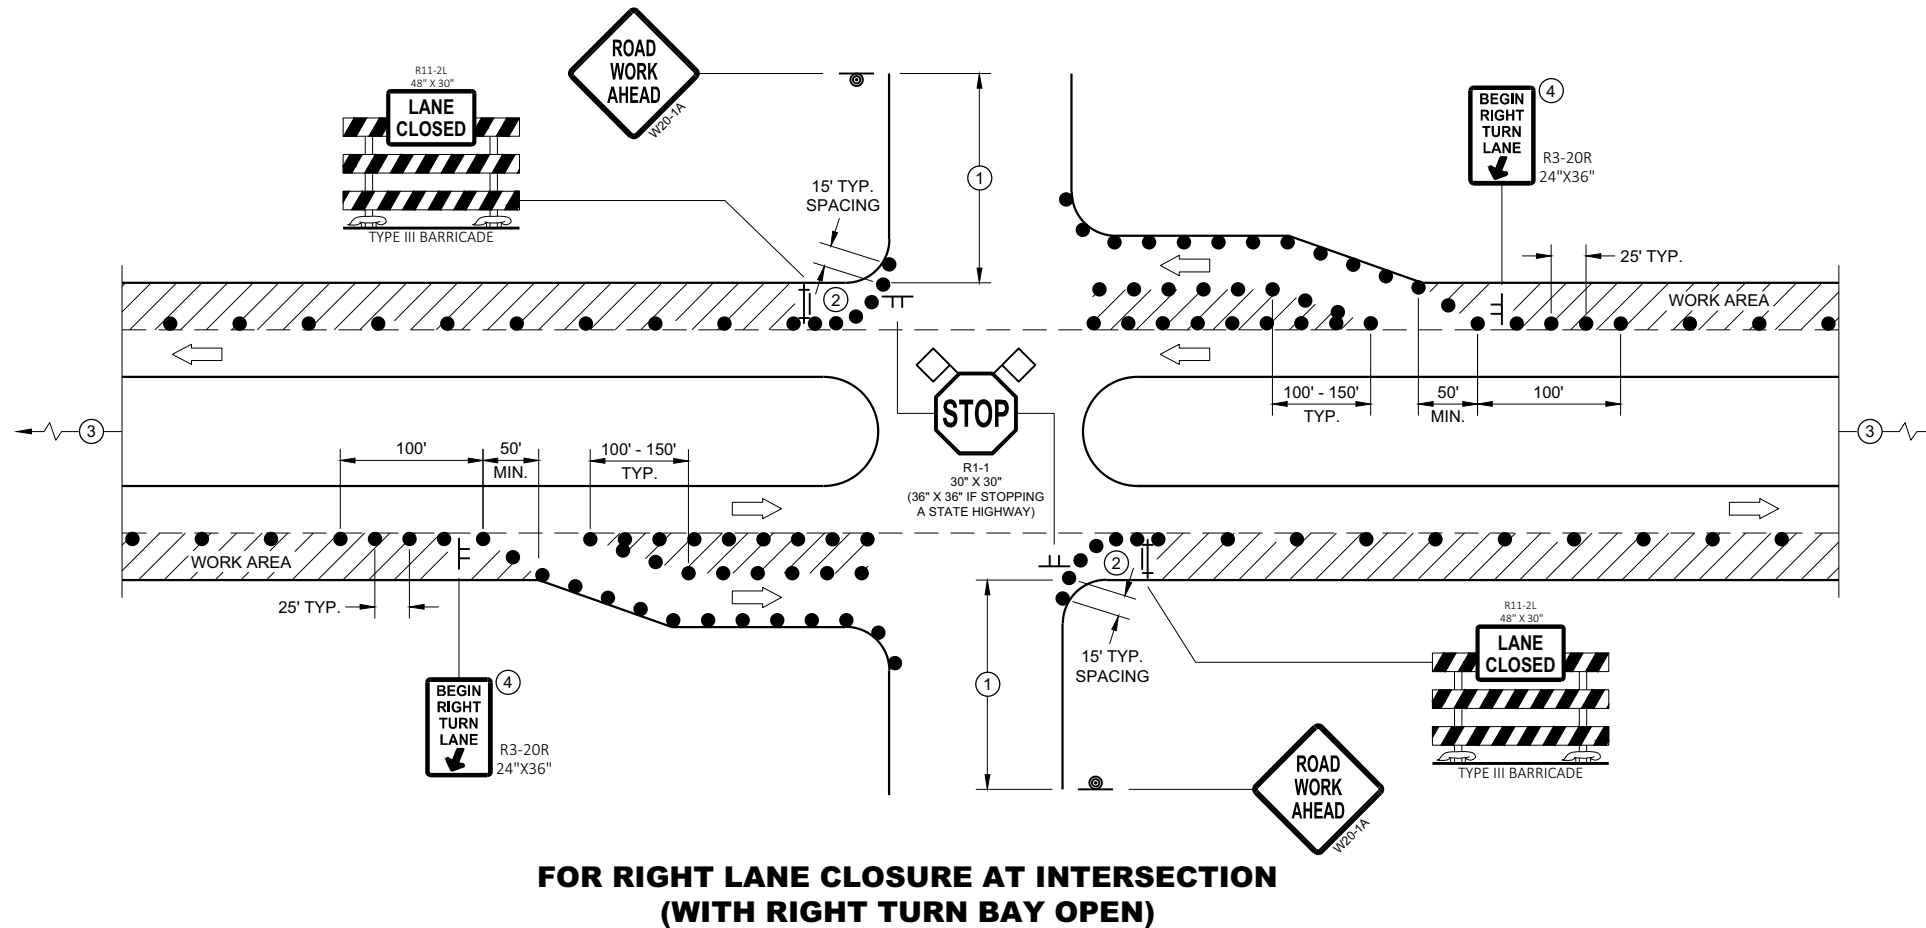 R11-2L
48" X 30"
LANE
CLOSED
TYPE III BARRICADE
ROAD
WORK
AHEAD
W20-1A
1
15' TYP.
SPACING
2
BEGIN
RIGHT
TURN
LANE
4
R3-20R
24"X36"
25' TYP.
WORK AREA
100' - 150'
TYP.
50'
MIN.
100'
3
STOP
R1-1
30" X 30"
(36" X 36" IF STOPPING
A STATE HIGHWAY)
3
100'
50'
MIN.
100' - 150'
TYP.
WORK AREA
25' TYP.
BEGIN
RIGHT
TURN
LANE
4
R3-20R
24"X36"
2
1
15' TYP.
SPACING
R11-2L
48" X 30"
LANE
CLOSED
TYPE III BARRICADE
ROAD
WORK
AHEAD
W20-1A
FOR RIGHT LANE CLOSURE AT INTERSECTION
(WITH RIGHT TURN BAY OPEN)